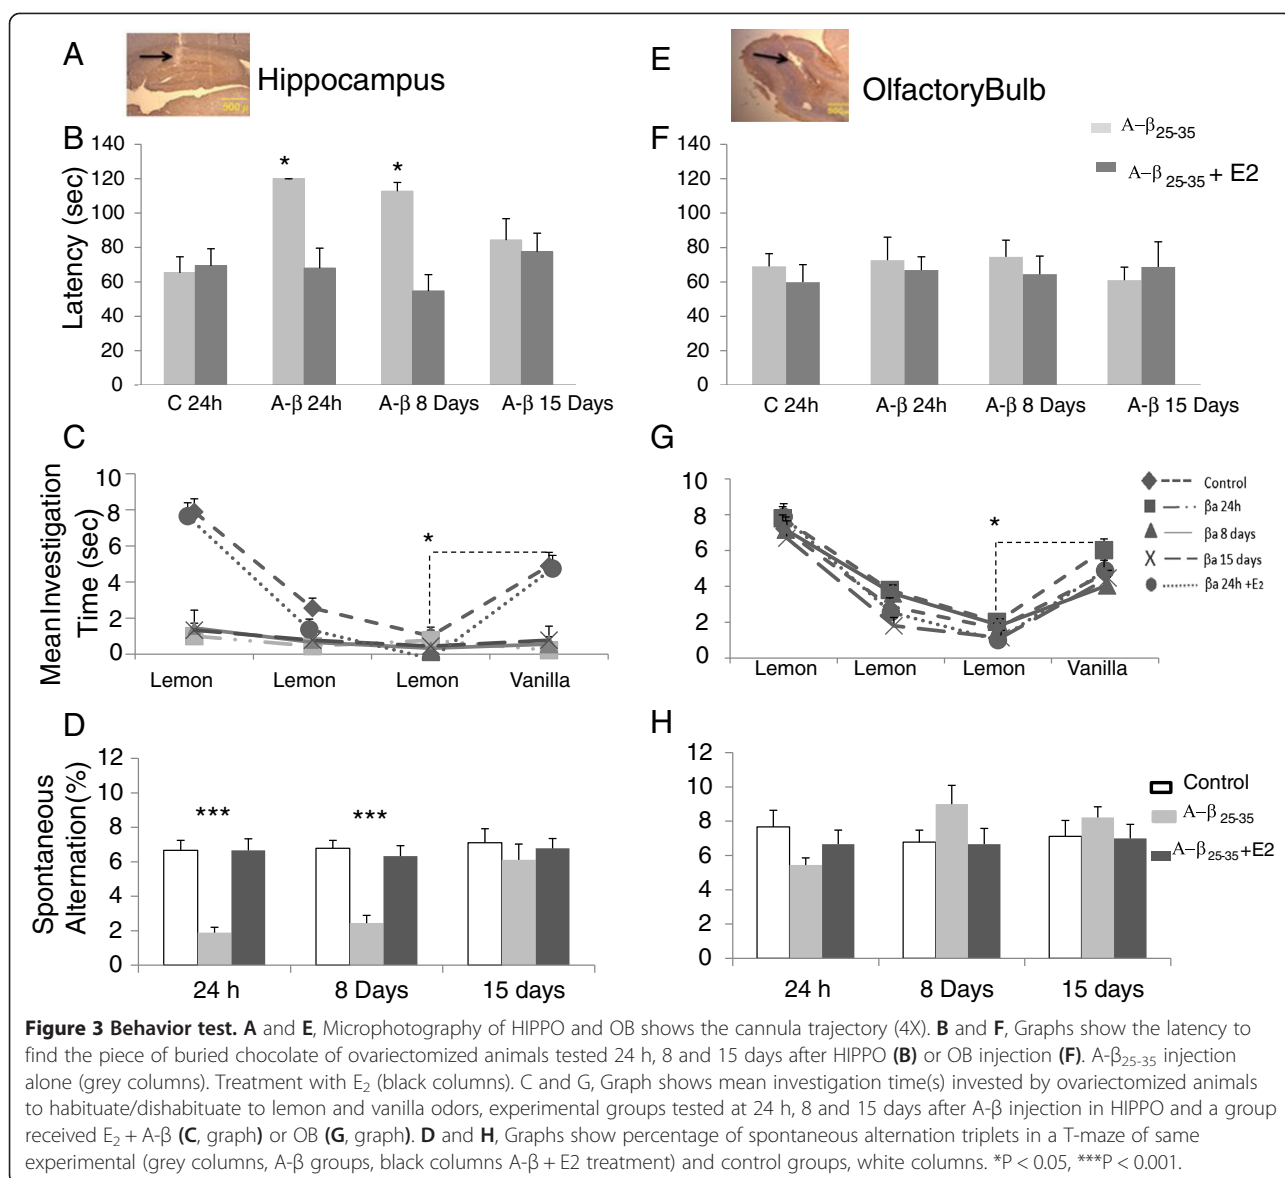 A
Hippocampus
500 µ
B
Latency (sec)
140
120
100
80
60
40
20
0
*
*
C 24h
A-β 24h
A-β 8 Days
A-β 15 Days
C
Mean Investigation
Time (sec)
10
8
6
4
2
0
*
Lemon
Lemon
Lemon
Vanilla
D
Spontaneous
Alternation(%)
12
10
8
6
4
2
0
***
***
24 h
8 Days
15 days
E
OlfactoryBulb
F
A-β25-35
A-β 25-35 + E2
140
120
100
80
60
40
20
0
C 24h
A-β 24h
A-β 8 Days
A-β 15 Days
G
10
8
6
4
2
0
*
Lemon
Lemon
Lemon
Vanilla
Control
βa 24h
βa 8 days
βa 15 days
βa 24h +E2
H
12
10
8
6
4
2
0
24 h
8 Days
15 days
Control
A-β 25-35
A-β25-35+E2
Figure 3 Behavior test. A and E, Microphotography of HIPPO and OB shows the cannula trajectory (4X). B and F, Graphs show the latency to
find the piece of buried chocolate of ovariectomized animals tested 24 h, 8 and 15 days after HIPPO (B) or OB injection (F). A-β25-35 injection
alone (grey columns). Treatment with E2 (black columns). C and G, Graph shows mean investigation time(s) invested by ovariectomized animals
to habituate/dishabituate to lemon and vanilla odors, experimental groups tested at 24 h, 8 and 15 days after A-β injection in HIPPO and a group
received E2 + A-β (C, graph) or OB (G, graph). D and H, Graphs show percentage of spontaneous alternation triplets in a T-maze of same
experimental (grey columns, A-β groups, black columns A-β + E2 treatment) and control groups, white columns. *P < 0.05, ***P < 0.001.